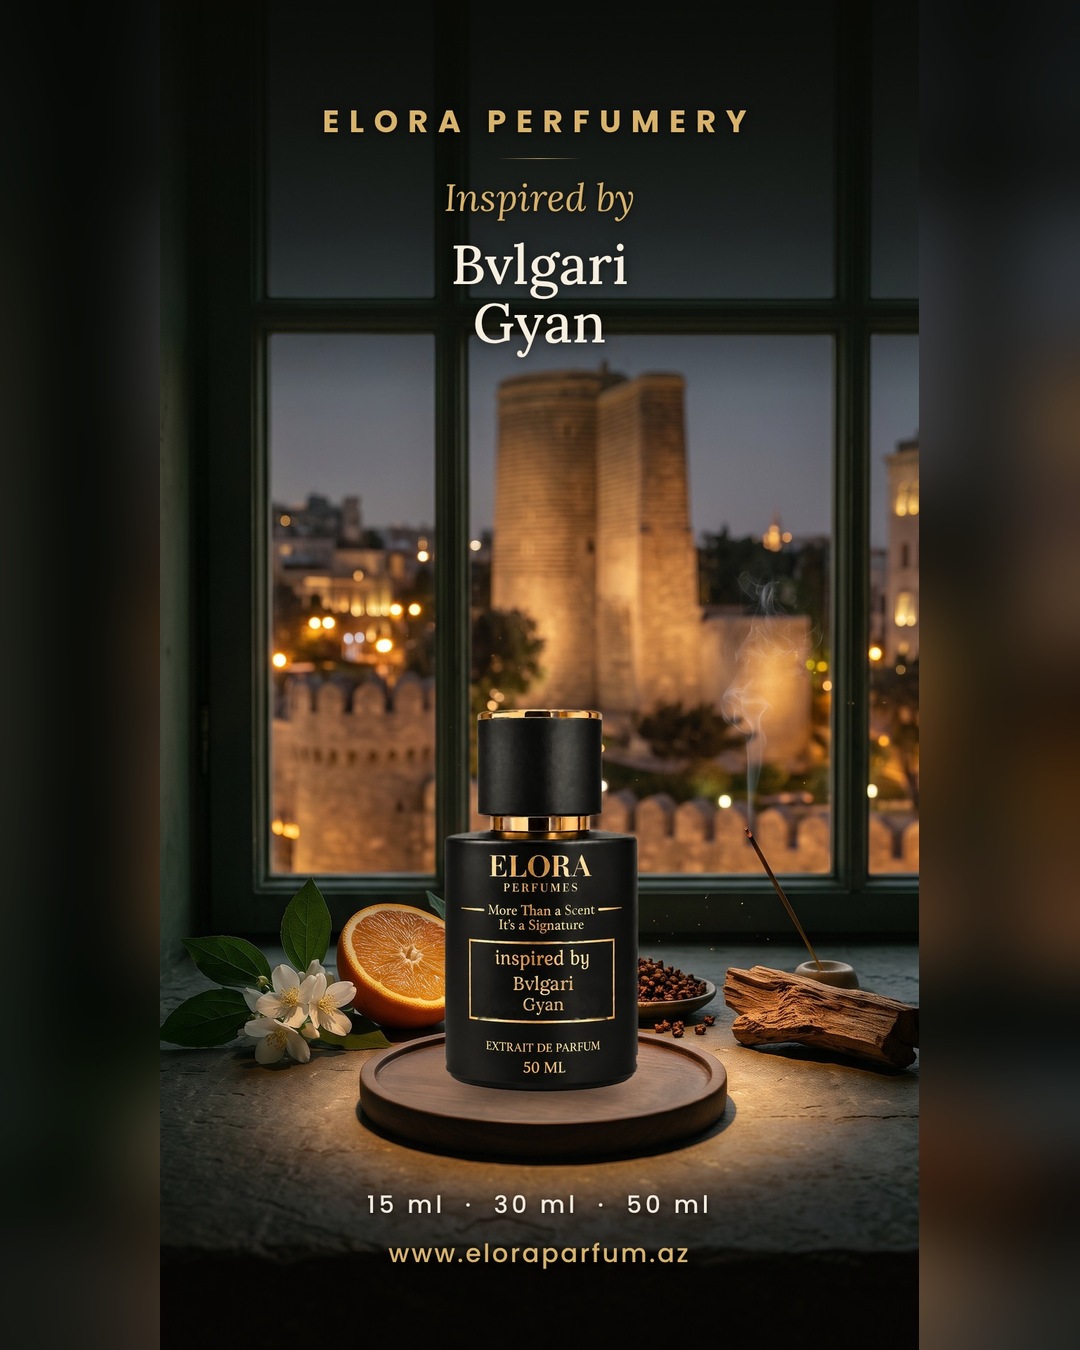 ELORA PERFUMERY
Inspired by
Bvlgari
Gyan
ELORA
PERFUMES
More Than a Scent
It's a Signature
inspired by
Bvlgari
Gyan
EXTRAIT DE PARFUM
50 ML
15 ml · 30 ml · 50 ml
www.eloraparfum.az